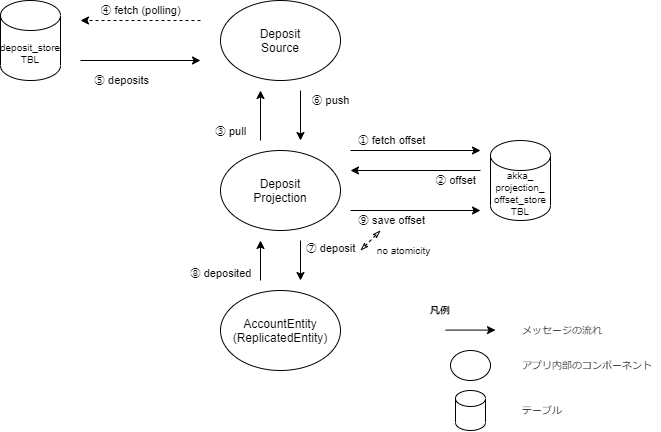 ④ fetch (polling)
deposit_store
TBL
⑤ deposits
Deposit
Source
⑥ push
③ pull
① fetch offset
Deposit
Projection
② offset
akka_
projection_
offset_store
TBL
⑨ save offset
⑦ deposit
no atomicity
⑧ deposited
AccountEntity
(ReplicatedEntity)
凡例
メッセージの流れ
アプリ内部のコンポーネント
テーブル